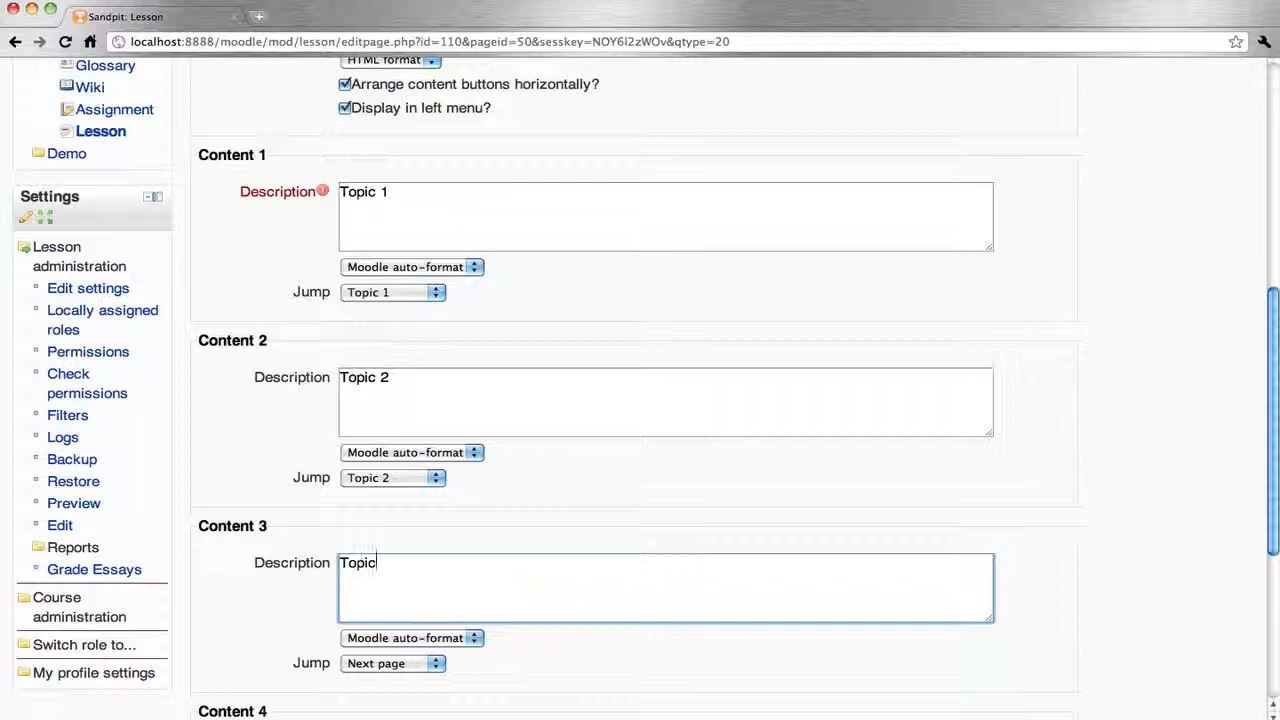 Sandpit: Lesson
localhost:8888/moodle/mod/lesson/editpage.php?id=110&pageid=50&sesskey=NOY6I2zWOv&qtype=20
Glossary
Wiki
Assignment
Lesson
Demo
Settings
Lesson
administration
Edit settings
Locally assigned
roles
Permissions
Check
permissions
Filters
Logs
Backup
Restore
Preview
Edit
Reports
Grade Essays
Course
administration
Switch role to...
My profile settings
HTML format
Arrange content buttons horizontally?
Display in left menu?
Content 1
Description
Topic 1
Moodle auto-format
Jump
Topic 1
Content 2
Description
Topic 2
Moodle auto-format
Jump
Topic 2
Content 3
Description
Topic
Moodle auto-format
Jump
Next page
Content 4